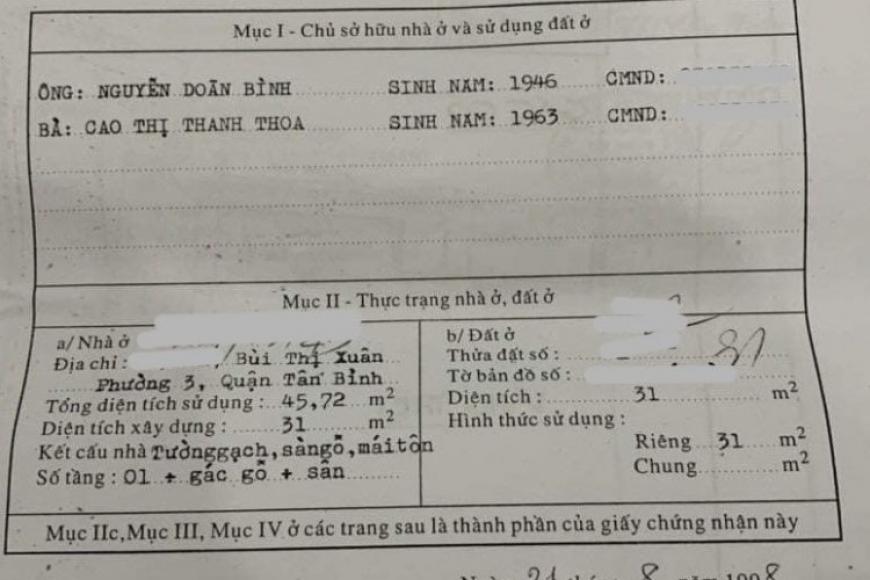 Mục I - Chủ sở hữu nhà ở và sử dụng đất ở
ÔNG: NGUYỄN DOÃN BÌNH SINH NĂM: 1946 CMND:
BÀ: CAO THỊ THANH THOA SINH NĂM: 1963 CMND:
Mục II - Thực trạng nhà ở, đất ở
a/ Nhà ở
Địa chỉ : , Bùi Thị Xuân
Phường 3, Quận Tân Bình
Tổng diện tích sử dụng : 45,72 m²
Diện tích xây dựng : 31 m²
Kết cấu nhà Tườnggạch, sàngỗ, máitôn
Số tầng : 01 + gác gỗ + sân
b/ Đất ở
Thửa đất số :
Tờ bản đồ số :
Diện tích : 31 m²
Hình thức sử dụng :
Riêng 31 m²
Chung m²
Mục IIc, Mục III, Mục IV ở các trang sau là thành phần của giấy chứng nhận này